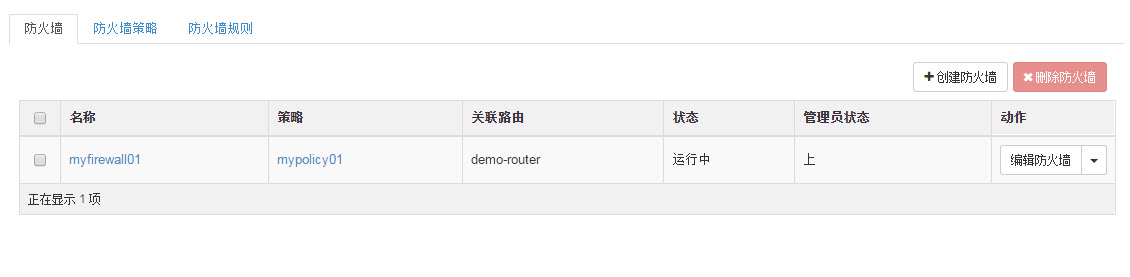 防火墙 防火墙策略 防火墙规则
创建防火墙 删除防火墙
名称 策略 关联路由 状态 管理员状态 动作
myfirewall01 mypolicy01 demo-router 运行中 上 编辑防火墙
正在显示 1 项